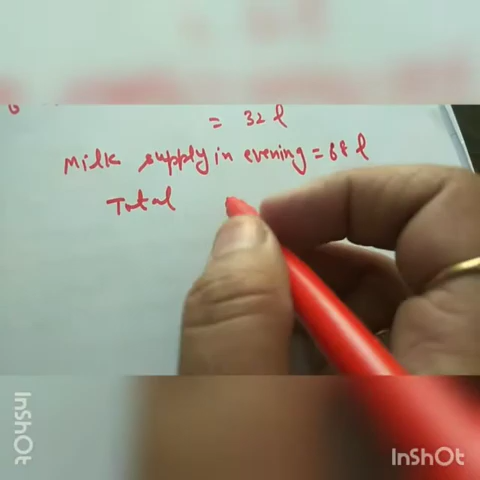 = 32 l
Milk supply in evening = 68 l
Total
InShOt
InShOt